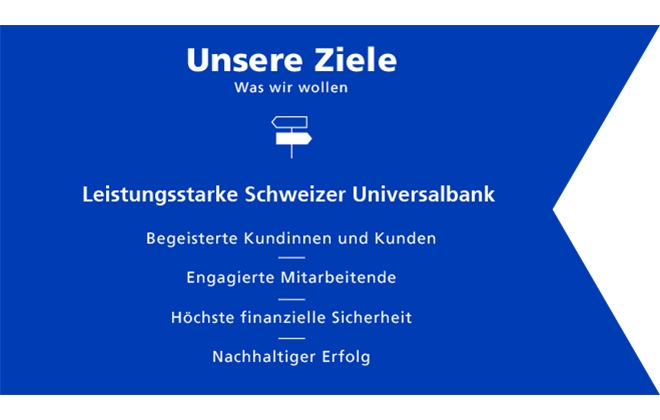 Unsere Ziele
Was wir wollen
Leistungsstarke Schweizer Universalbank
Begeisterte Kundinnen und Kunden
Engagierte Mitarbeitende
Höchste finanzielle Sicherheit
Nachhaltiger Erfolg